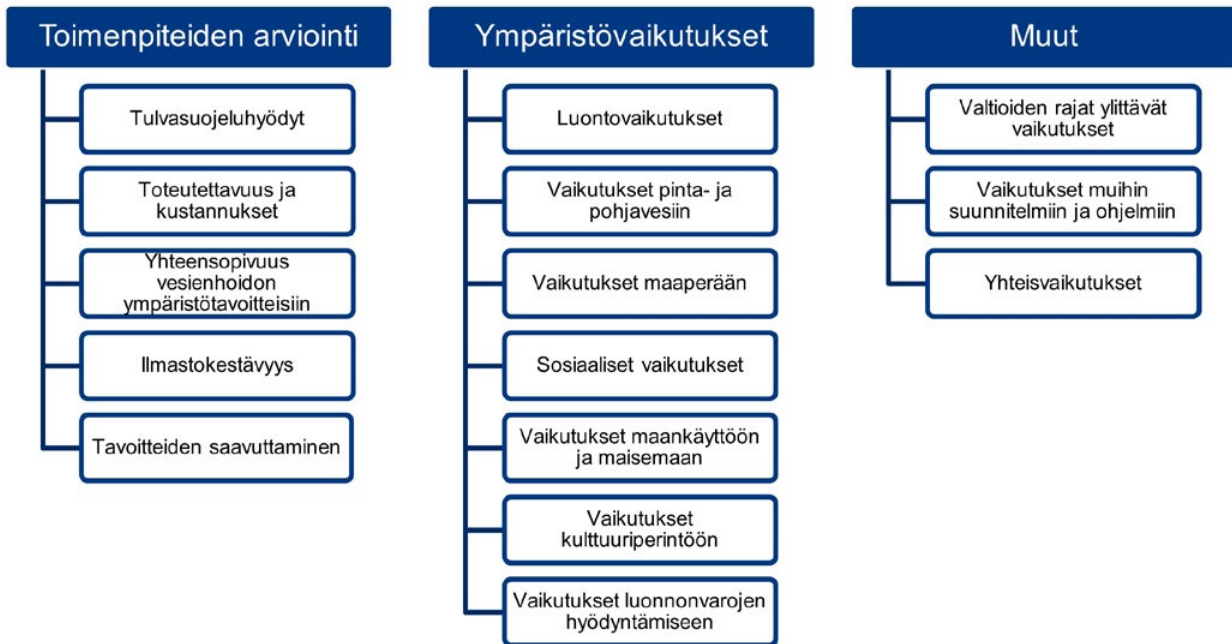 Toimenpiteiden arviointi
Tulvasuojeluhyödyt
Toteutettavuus ja
kustannukset
Yhteensopivuus
vesienhoidon
ympäristötavoitteisiin
Ilmastokestävyys
Tavoitteiden saavuttaminen
Ympäristövaikutukset
Luontovaikutukset
Vaikutukset pinta- ja
pohjavesiin
Vaikutukset maaperään
Sosiaaliset vaikutukset
Vaikutukset maankäyttöön
ja maisemaan
Vaikutukset
kulttuuriperintöön
Vaikutukset luonnonvarojen
hyödyntämiseen
Muut
Valtioiden rajat ylittävät
vaikutukset
Vaikutukset muihin
suunnitelmiin ja ohjelmiin
Yhteisvaikutukset